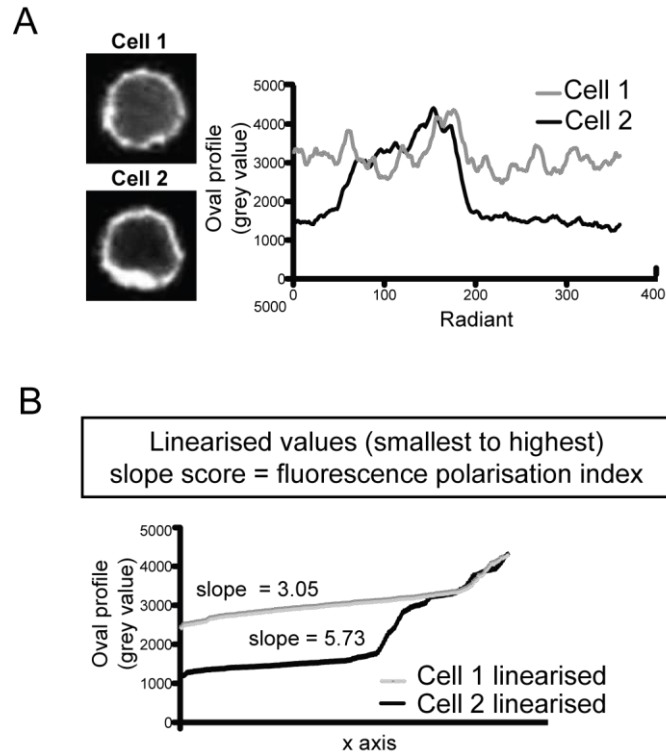 A
Cell 1
Cell 2
Oval profile
(grey value)
5000
4000
3000
2000
1000
0
5000
0
100
200
300
400
Radiant
Cell 1
Cell 2
B
Linearised values (smallest to highest)
slope score = fluorescence polarisation index
Oval profile
(grey value)
5000
4000
3000
2000
1000
0
slope = 3.05
slope = 5.73
Cell 1 linearised
Cell 2 linearised
x axis